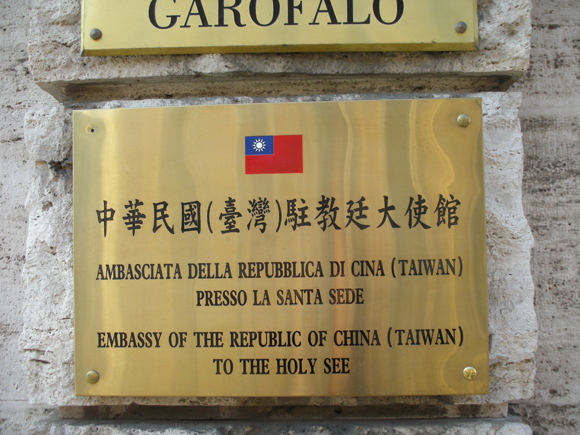 GAROFALO
中華民國(臺灣)駐教廷大使館
AMBASCIATA DELLA REPUBBLICA DI CINA (TAIWAN)
PRESSO LA SANTA SEDE
EMBASSY OF THE REPUBLIC OF CHINA (TAIWAN)
TO THE HOLY SEE